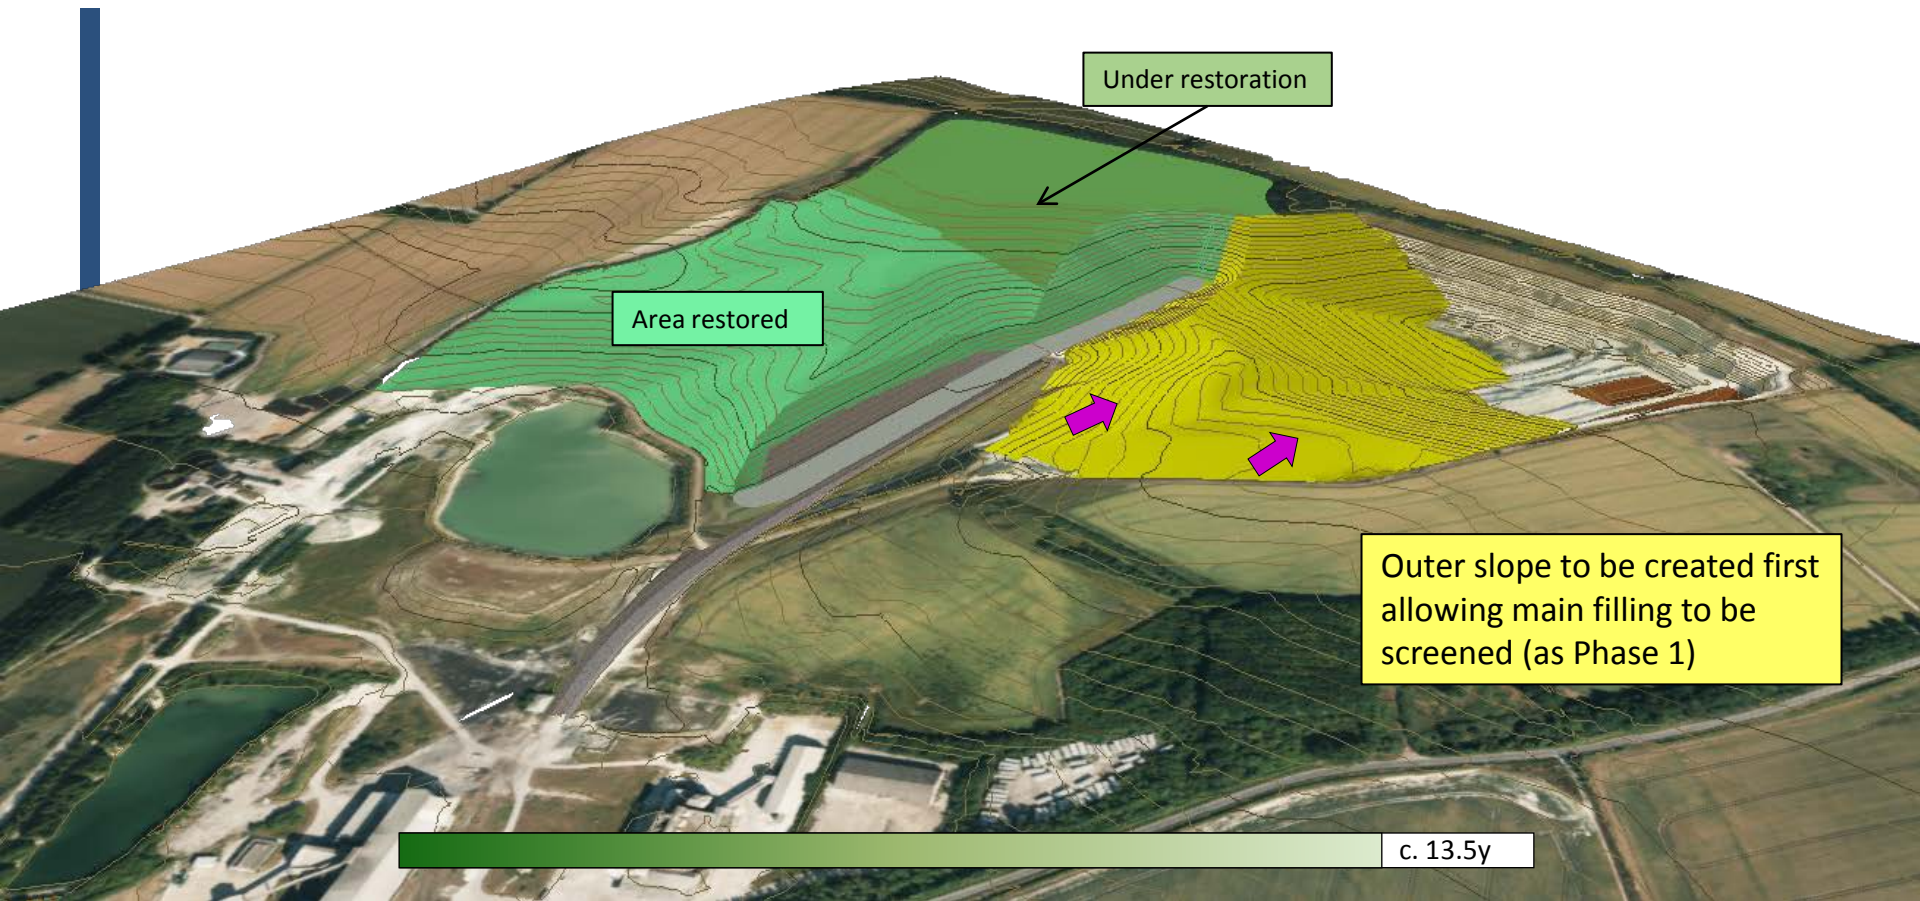 Under restoration
Area restored
Outer slope to be created first
allowing main filling to be
screened (as Phase 1)
c. 13.5y